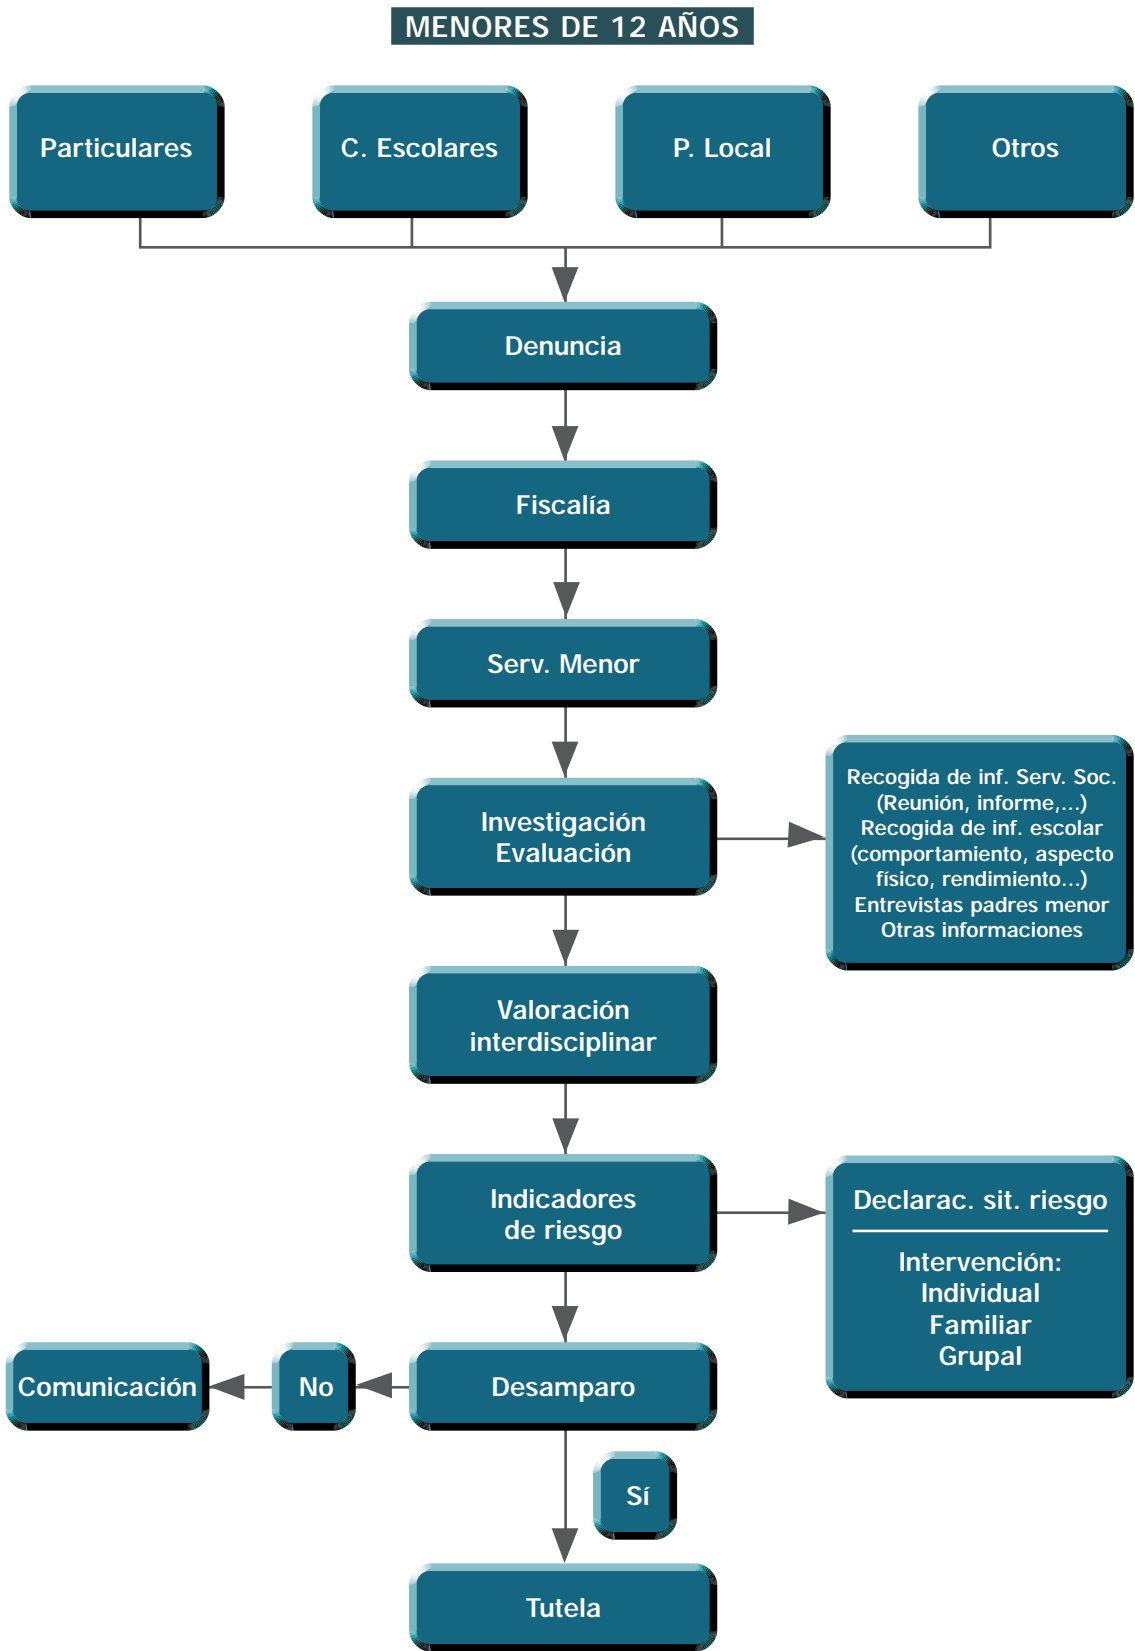 MENORES DE 12 AÑOS
Particulares
C. Escolares
P. Local
Otros
Denuncia
Fiscalía
Serv. Menor
Investigación
Evaluación
Recogida de inf. Serv. Soc.
(Reunión, informe,...)
Recogida de inf. escolar
(comportamiento, aspecto
físico, rendimiento...)
Entrevistas padres menor
Otras informaciones
Valoración
interdisciplinar
Indicadores
de riesgo
Declarac. sit. riesgo
Intervención:
Individual
Familiar
Grupal
Comunicación
No
Desamparo
Sí
Tutela